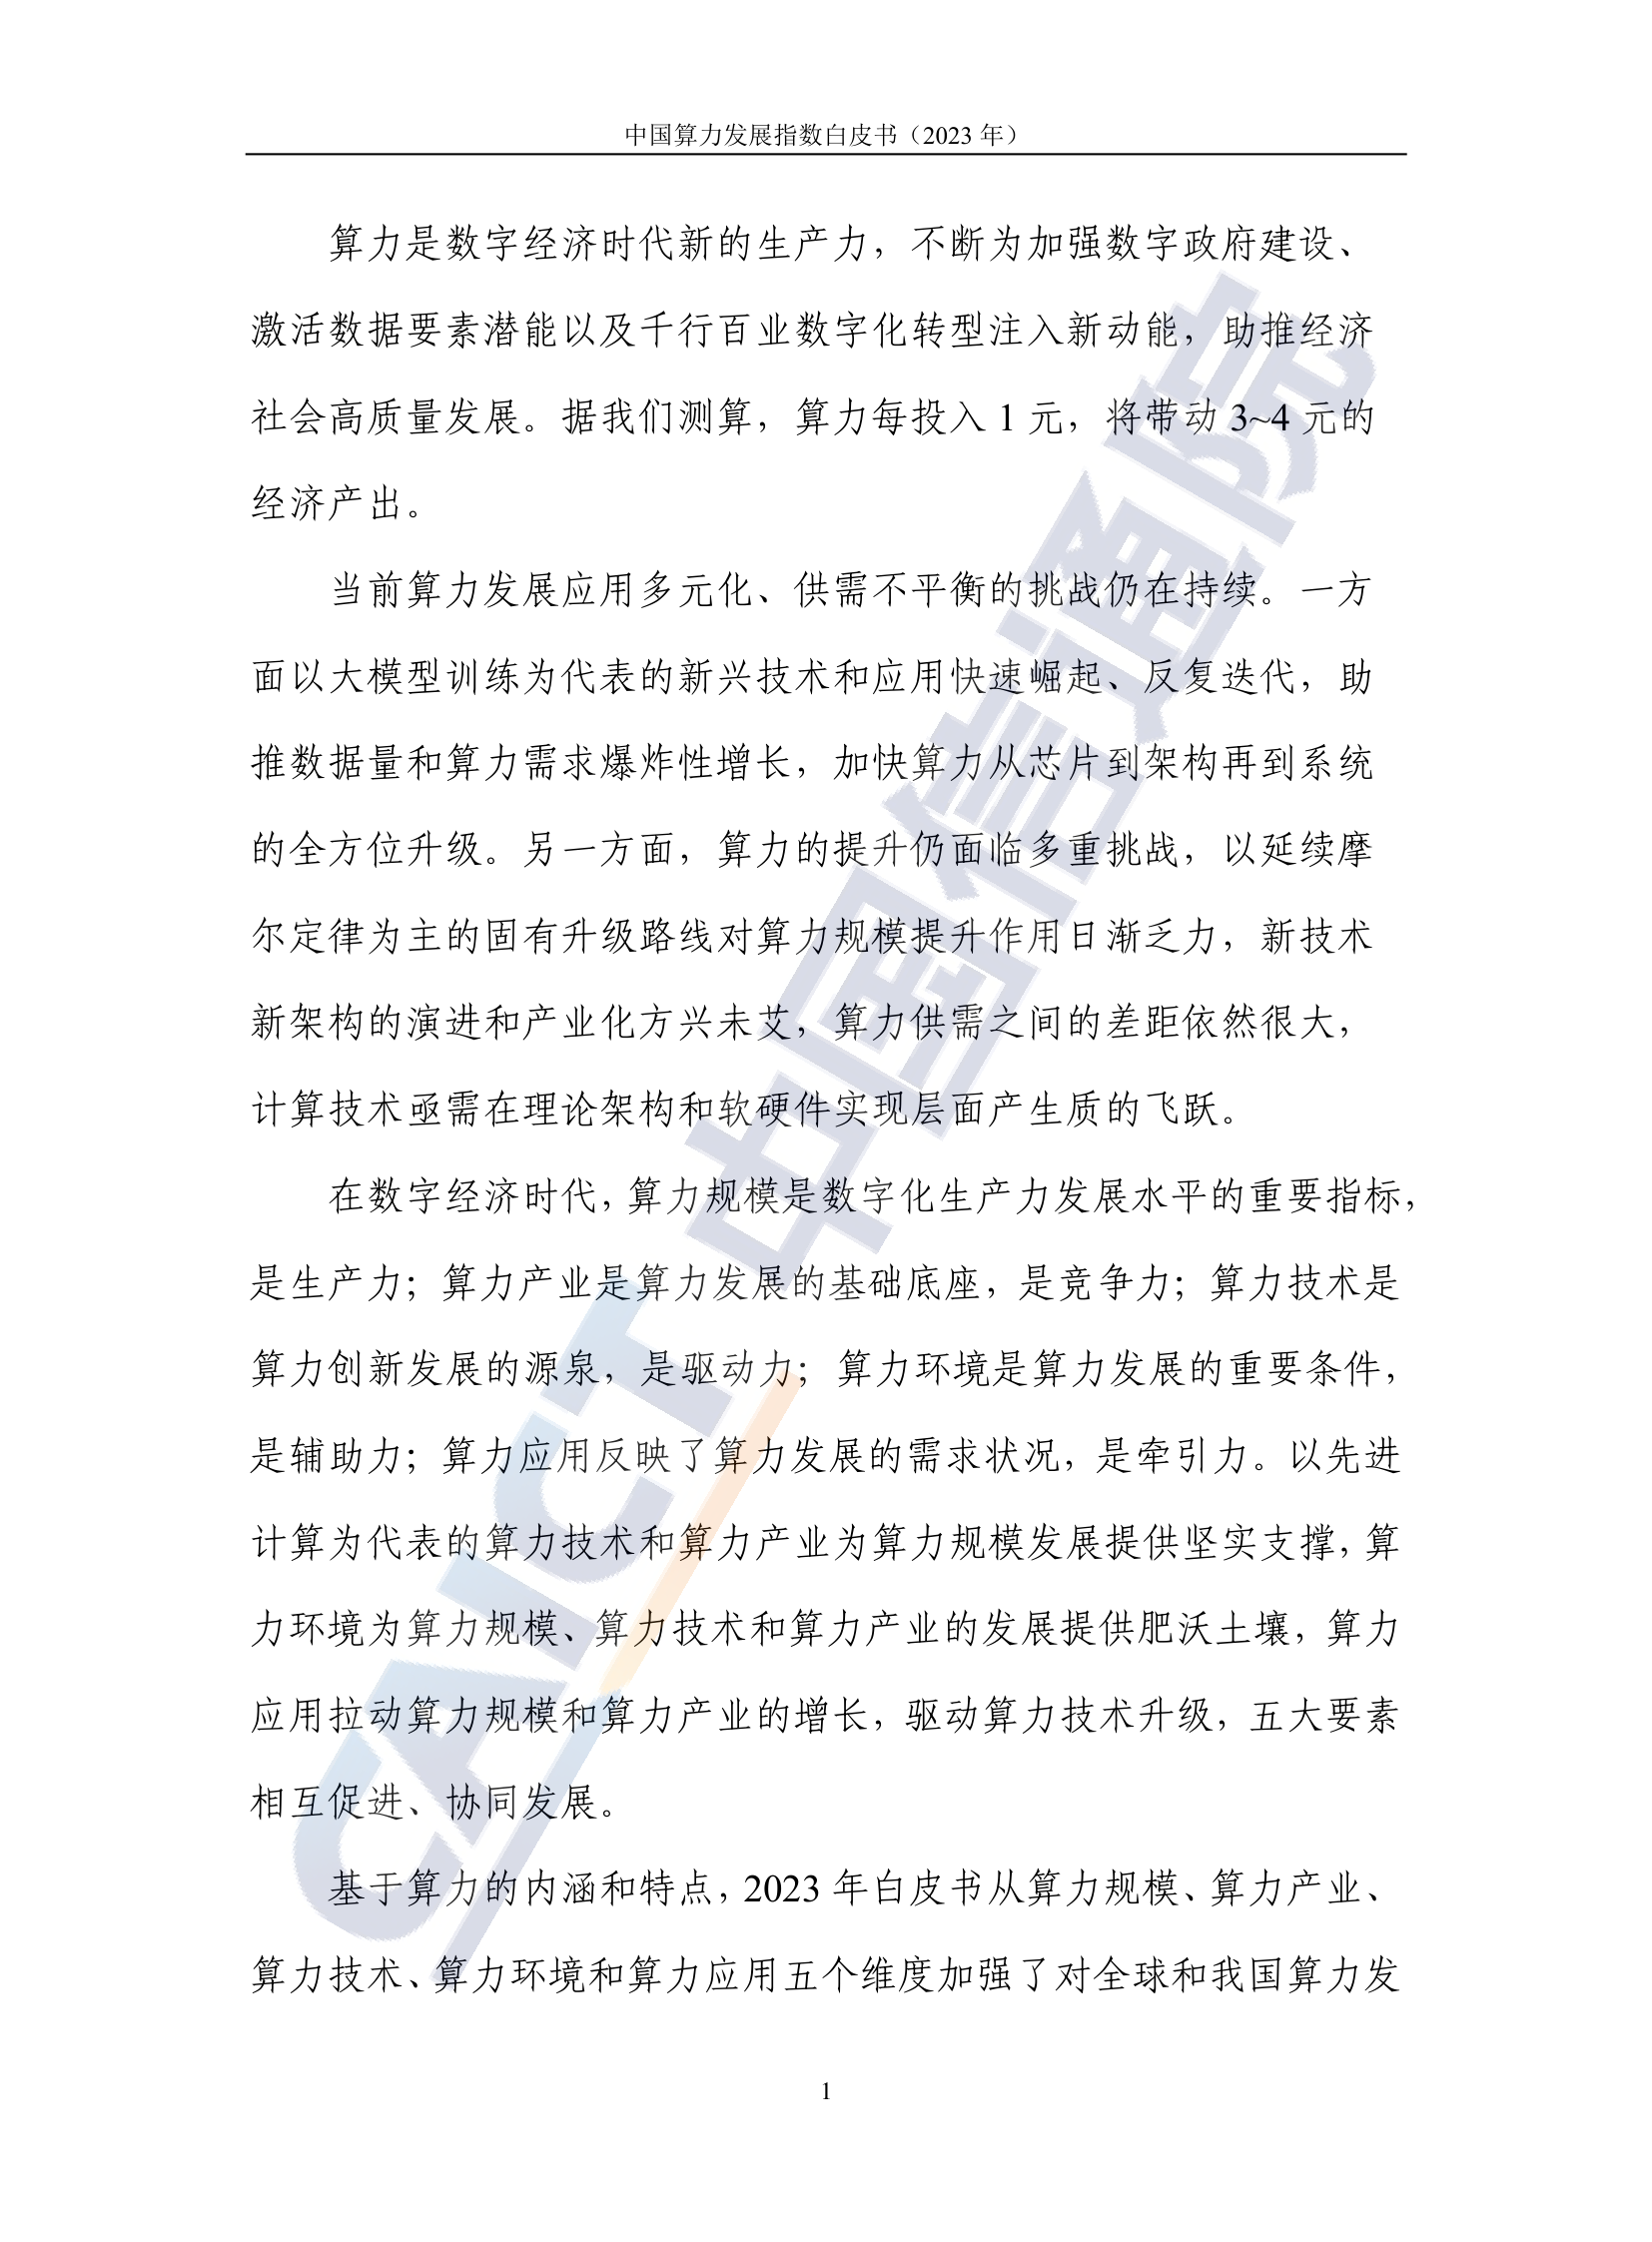 中国算力发展指数白皮书（2023 年）
算力是数字经济时代新的生产力，不断为加强数字政府建设、
激活数据要素潜能以及千行百业数字化转型注入新动能，助推经济
社会高质量发展。据我们测算，算力每投入 1 元，将带动 3~4 元的
经济产出。
当前算力发展应用多元化、供需不平衡的挑战仍在持续。一方
面以大模型训练为代表的新兴技术和应用快速崛起、反复迭代，助
推数据量和算力需求爆炸性增长，加快算力从芯片到架构再到系统
的全方位升级。另一方面，算力的提升仍面临多重挑战，以延续摩
尔定律为主的固有升级路线对算力规模提升作用日渐乏力，新技术
新架构的演进和产业化方兴未艾，算力供需之间的差距依然很大，
计算技术亟需在理论架构和软硬件实现层面产生质的飞跃。
在数字经济时代，算力规模是数字化生产力发展水平的重要指标，
是生产力；算力产业是算力发展的基础底座，是竞争力；算力技术是
算力创新发展的源泉，是驱动力；算力环境是算力发展的重要条件，
是辅助力；算力应用反映了算力发展的需求状况，是牵引力。以先进
计算为代表的算力技术和算力产业为算力规模发展提供坚实支撑，算
力环境为算力规模、算力技术和算力产业的发展提供肥沃土壤，算力
应用拉动算力规模和算力产业的增长，驱动算力技术升级，五大要素
相互促进、协同发展。
基于算力的内涵和特点，2023 年白皮书从算力规模、算力产业、
算力技术、算力环境和算力应用五个维度加强了对全球和我国算力发
1
CAICT 中国信通院